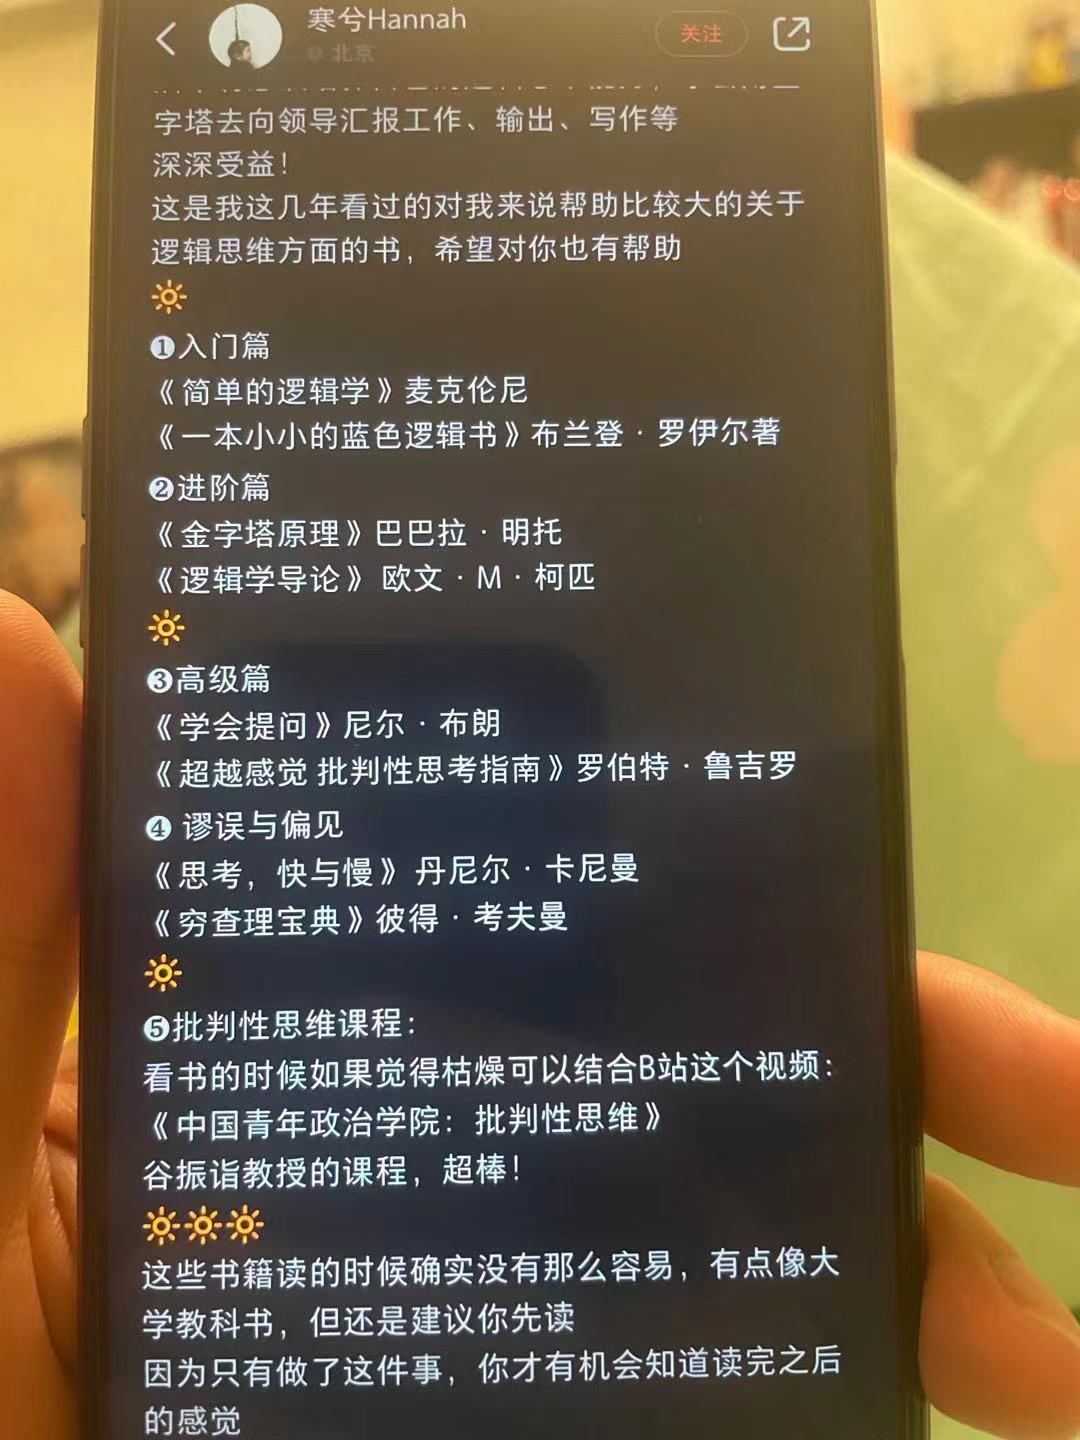 寒兮Hannah
北京
关注
字塔去向领导汇报工作、输出、写作等
深深受益！
这是我这几年看过的对我来说帮助比较大的关于
逻辑思维方面的书，希望对你也有帮助
❶入门篇
《简单的逻辑学》麦克伦尼
《一本小小的蓝色逻辑书》布兰登·罗伊尔著
❷进阶篇
《金字塔原理》巴巴拉·明托
《逻辑学导论》 欧文·M·柯匹
❸高级篇
《学会提问》尼尔·布朗
《超越感觉 批判性思考指南》罗伯特·鲁吉罗
❹ 谬误与偏见
《思考，快与慢》丹尼尔·卡尼曼
《穷查理宝典》彼得·考夫曼
❺批判性思维课程：
看书的时候如果觉得枯燥可以结合B站这个视频：
《中国青年政治学院：批判性思维》
谷振诣教授的课程，超棒！
这些书籍读的时候确实没有那么容易，有点像大
学教科书，但还是建议你先读
因为只有做了这件事，你才有机会知道读完之后
的感觉